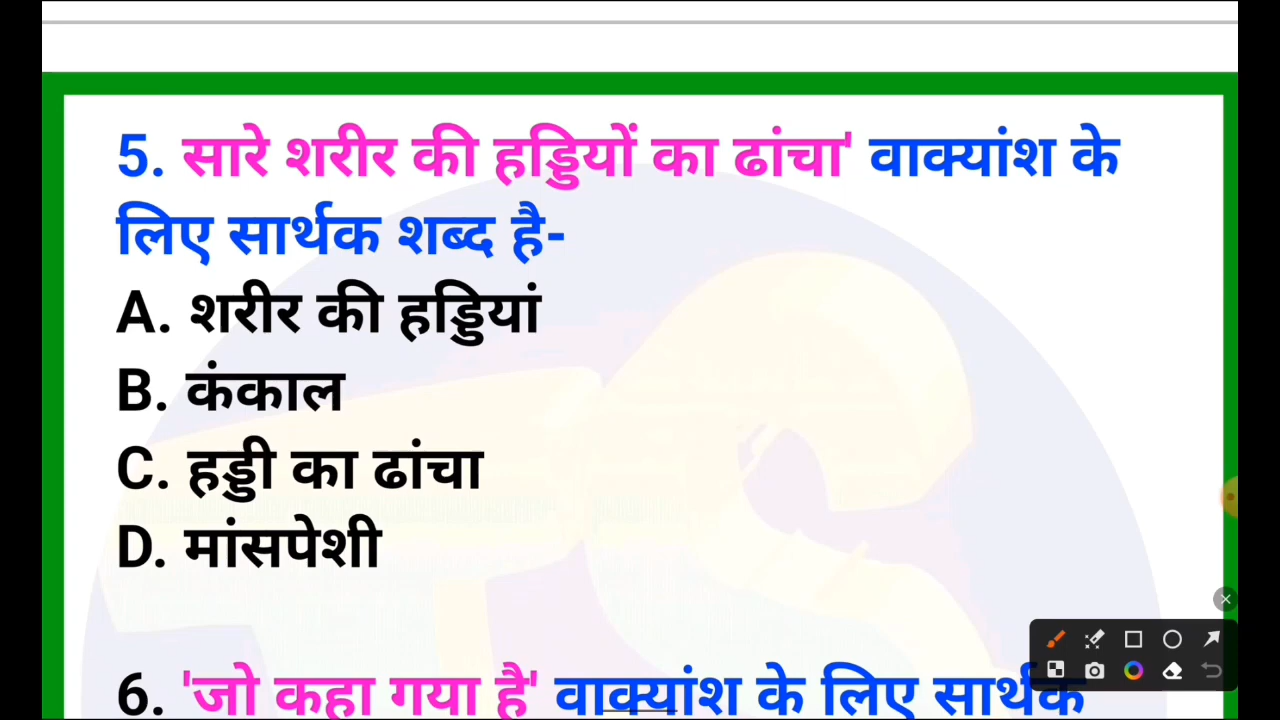 5. सारे शरीर की हड्डियों का ढांचा' वाक्यांश के
लिए सार्थक शब्द है-
A. शरीर की हड्डियां
B. कंकाल
C. हड्डी का ढांचा
D. मांसपेशी
6. 'जो कहा गया है' वाक्यांश के लिए सार्थक